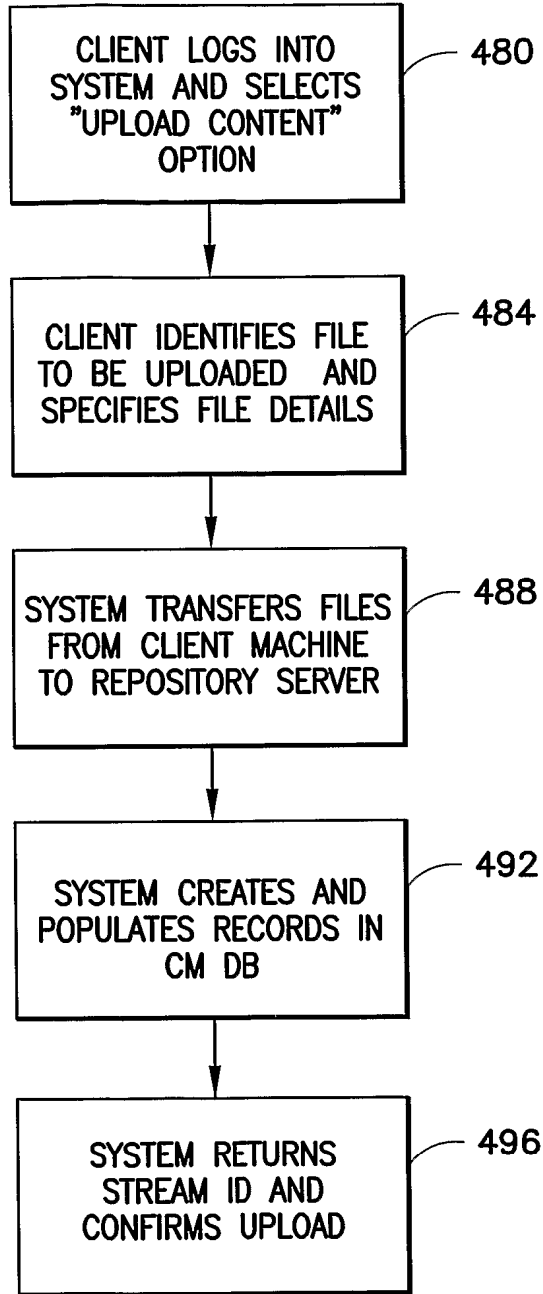 CLIENT LOGS INTO
SYSTEM AND SELECTS
"UPLOAD CONTENT"
OPTION
480
CLIENT IDENTIFIES FILE
TO BE UPLOADED AND
SPECIFIES FILE DETAILS
484
SYSTEM TRANSFERS FILES
FROM CLIENT MACHINE
TO REPOSITORY SERVER
488
SYSTEM CREATES AND
POPULATES RECORDS IN
CM DB
492
SYSTEM RETURNS
STREAM ID AND
CONFIRMS UPLOAD
496